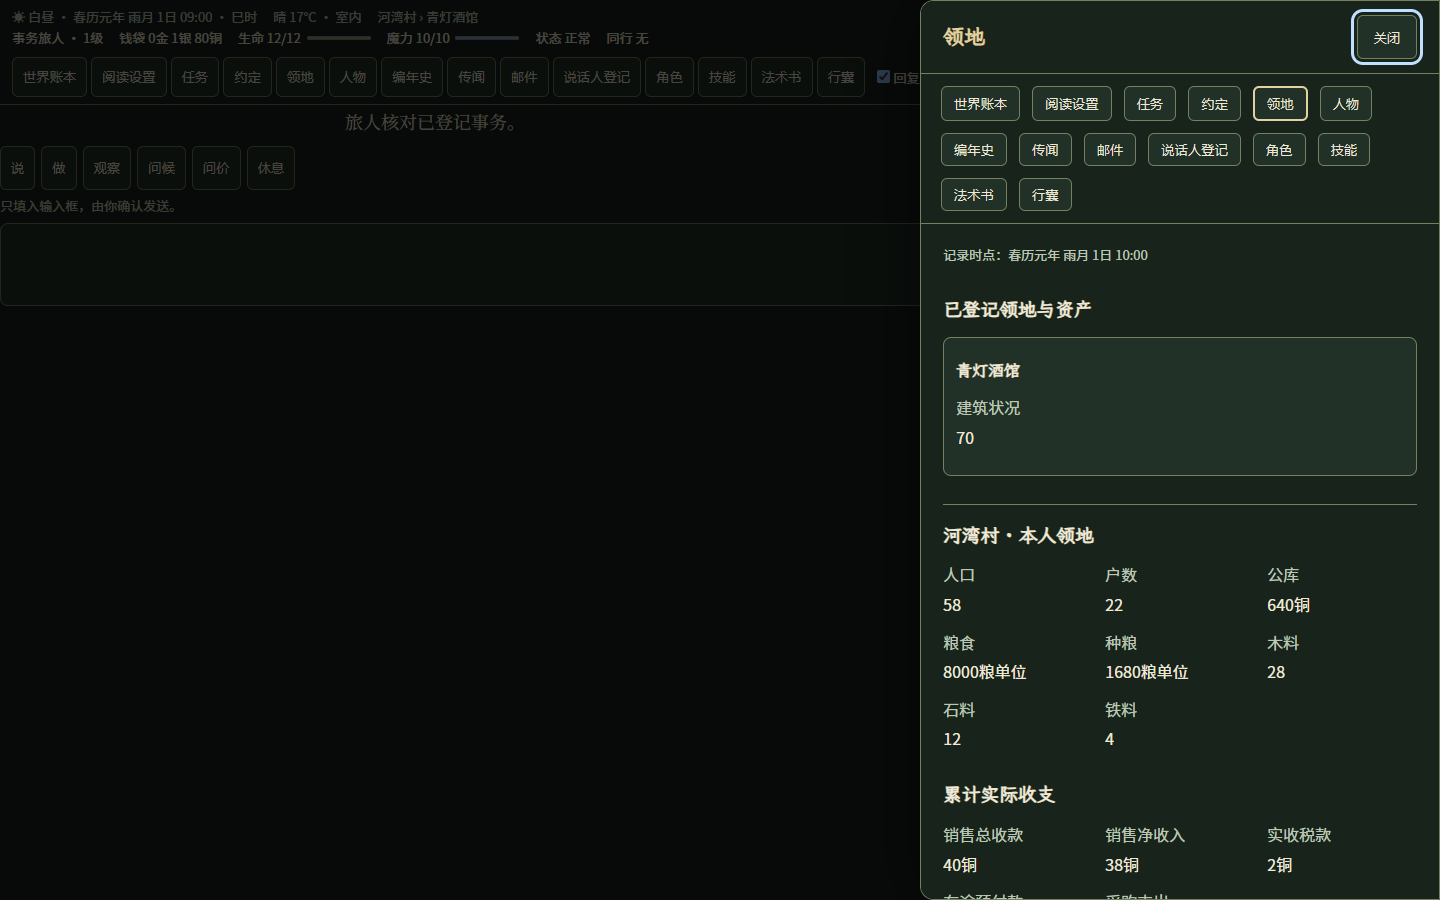 白昼 · 春历元年 雨月 1日 09:00 · 巳时 晴 17°C · 室内 河湾村 › 青灯酒馆
事务旅人 · 1级 钱袋 0金 1银 80铜 生命 12/12 魔力 10/10 状态 正常 同行 无
世界账本 阅读设置 任务 约定 领地 人物 编年史 传闻 邮件 说话人登记 角色 技能 法术书 行囊 回复
旅人核对已登记事务。
说 做 观察 问候 问价 休息
只填入输入框，由你确认发送。
领地
关闭
世界账本 阅读设置 任务 约定 领地 人物
编年史 传闻 邮件 说话人登记 角色 技能
法术书 行囊
记录时点：春历元年 雨月 1日 10:00
已登记领地与资产
青灯酒馆
建筑状况
70
河湾村 · 本人领地
人口 户数 公库
58 22 640铜
粮食 种粮 木料
8000粮单位 1680粮单位 28
石料 铁料
12 4
累计实际收支
销售总收款 销售净收入 实收税款
40铜 38铜 2铜